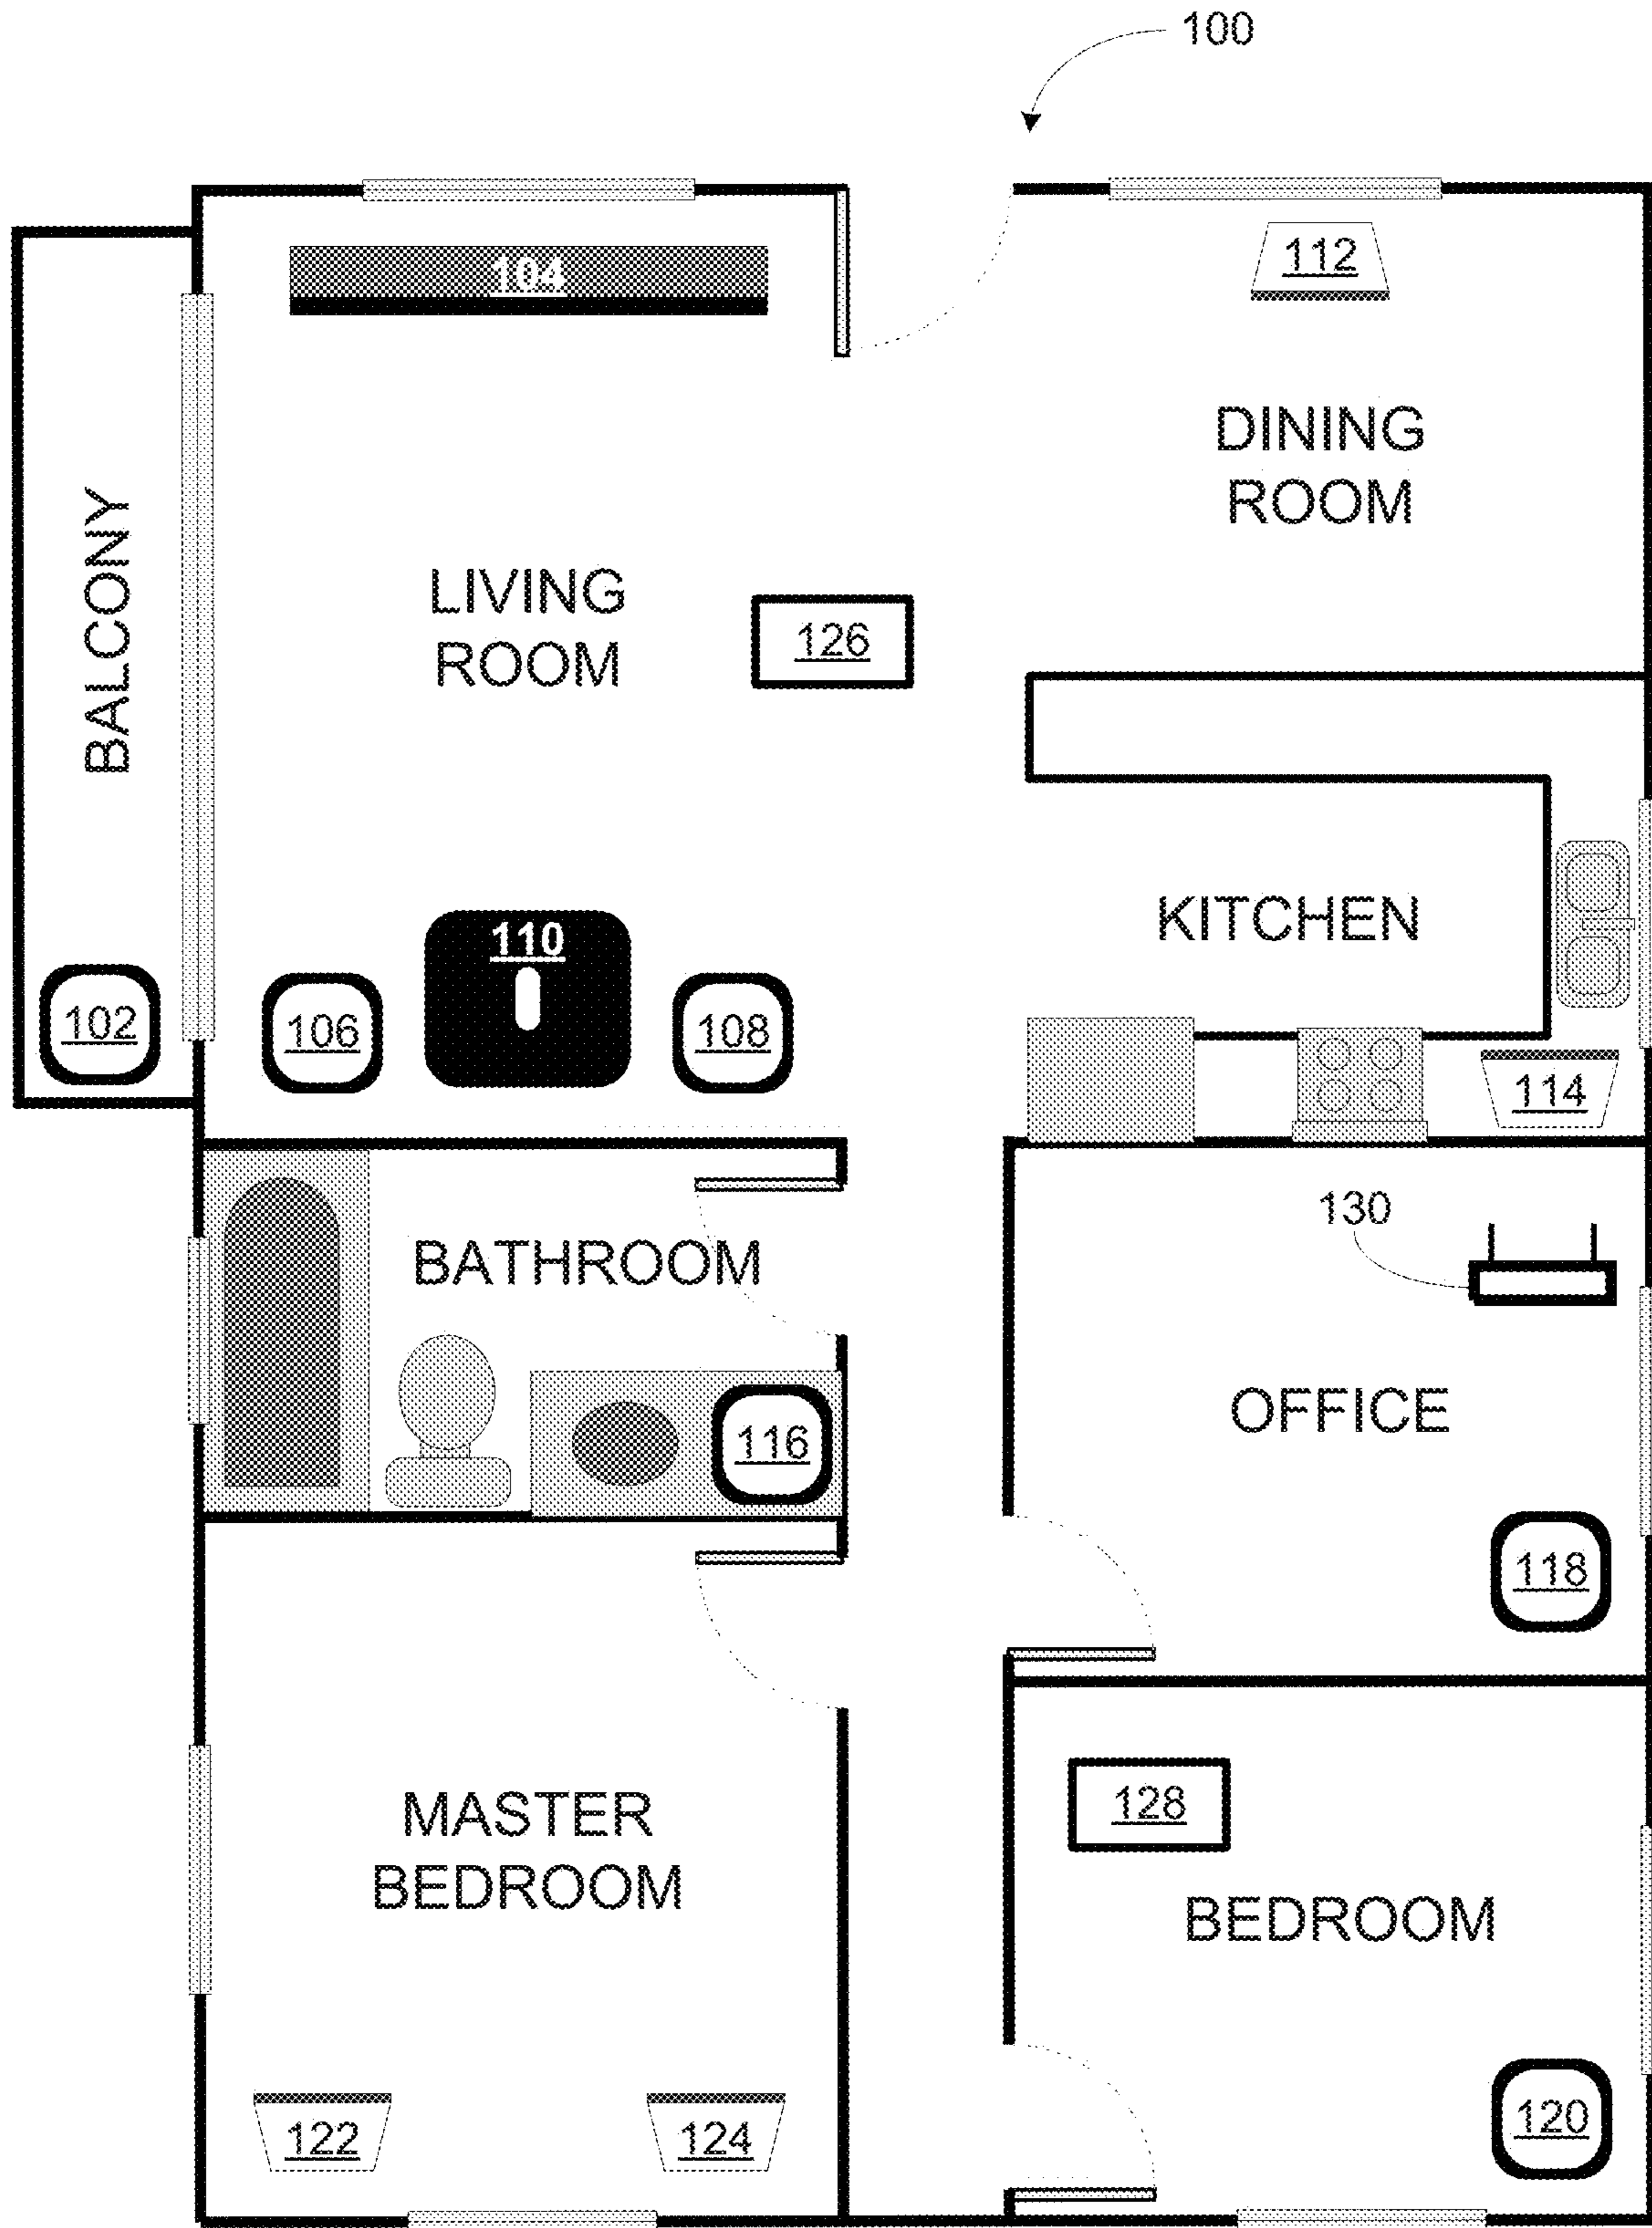 100
104
112
DINING
ROOM
BALCONY
LIVING
ROOM
126
KITCHEN
110
102
106
108
114
130
BATHROOM
OFFICE
116
118
128
MASTER
BEDROOM
BEDROOM
122
124
120